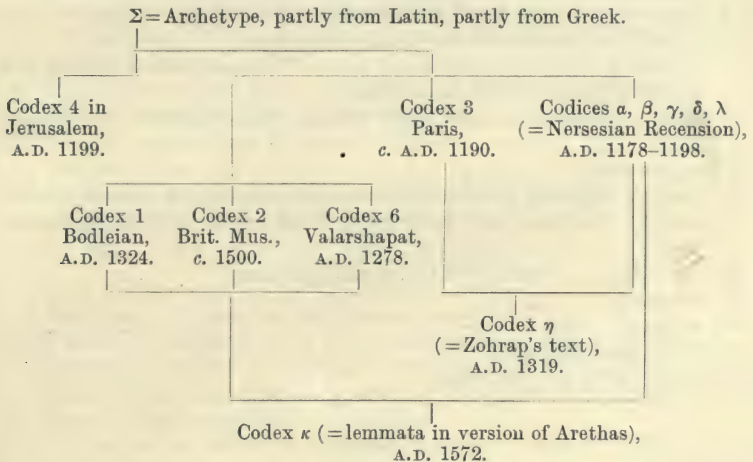 Σ=Archetype, partly from Latin, partly from Greek.
Codex 4 in
Jerusalem,
A.D. 1199.
Codex 3
Paris,
c. A.D. 1190.
Codices α, β, γ, δ, λ
(=Nersesian Recension),
A.D. 1178–1198.
Codex 1
Bodleian,
A.D. 1324.
Codex 2
Brit. Mus.,
c. 1500.
Codex 6
Valarshapat,
A.D. 1278.
Codex η
(=Zohrap's text),
A.D. 1319.
Codex κ (=lemmata in version of Arethas),
A.D. 1572.